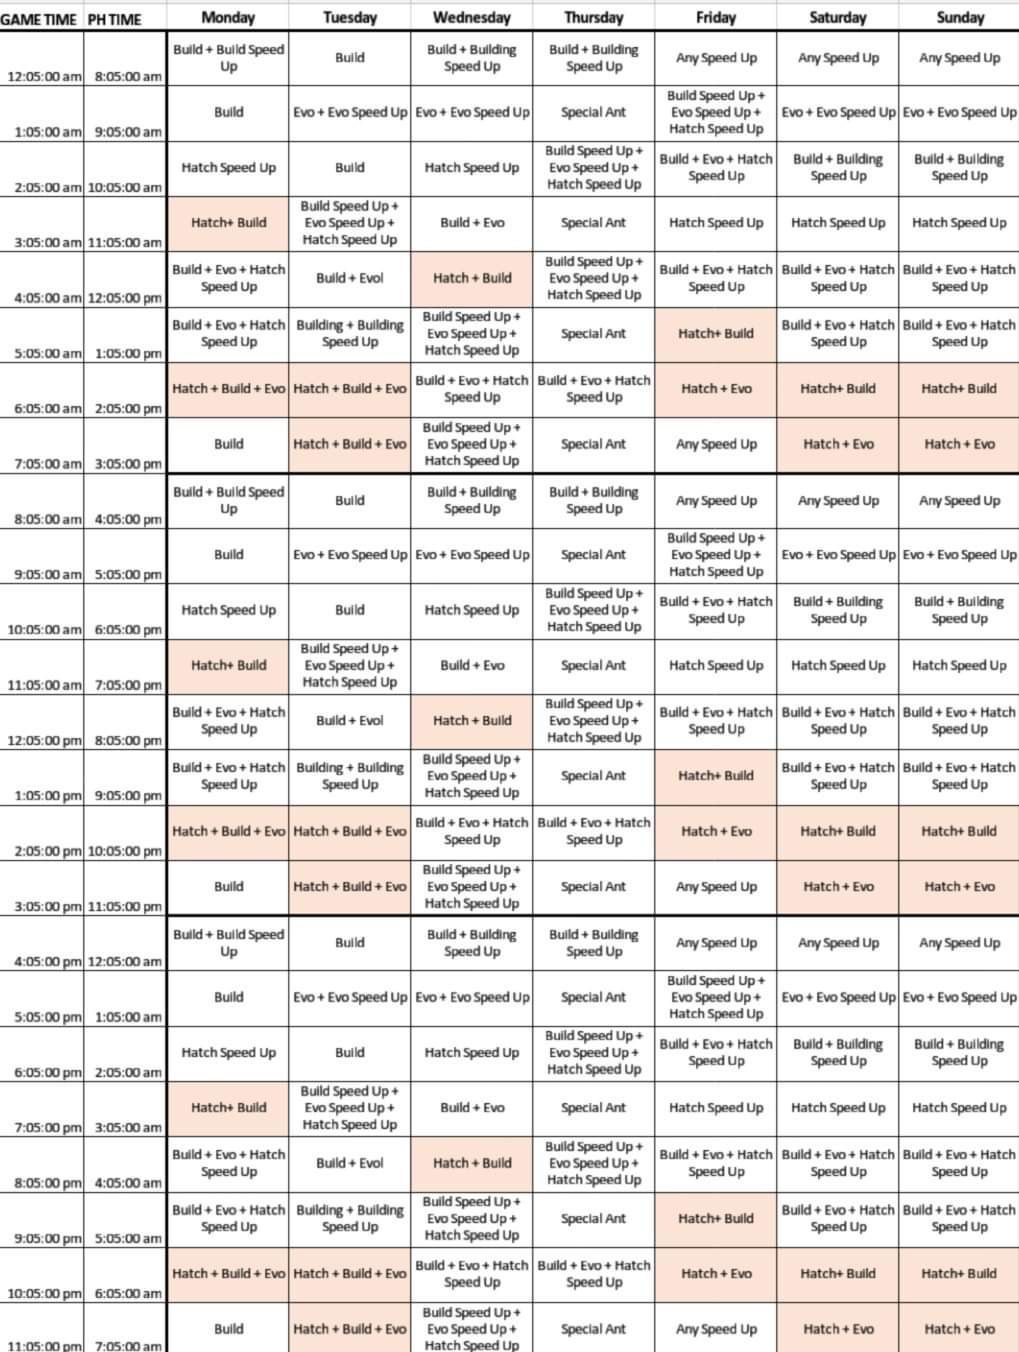 GAME TIME PH TIME Monday Tuesday Wednesday Thursday Friday Saturday Sunday
12:05:00 am 8:05:00 am Build + Build Speed Up Build Build + Building Speed Up Build + Building Speed Up Any Speed Up Any Speed Up Any Speed Up
1:05:00 am 9:05:00 am Build Evo + Evo Speed Up Evo + Evo Speed Up Special Ant Build Speed Up + Evo Speed Up + Hatch Speed Up Evo + Evo Speed Up Evo + Evo Speed Up
2:05:00 am 10:05:00 am Hatch Speed Up Build Hatch Speed Up Build Speed Up + Evo Speed Up + Hatch Speed Up Build + Evo + Hatch Speed Up Build + Building Speed Up Build + Building Speed Up
3:05:00 am 11:05:00 am Hatch+ Build Build Speed Up + Evo Speed Up + Hatch Speed Up Build + Evo Special Ant Hatch Speed Up Hatch Speed Up Hatch Speed Up
4:05:00 am 12:05:00 pm Build + Evo + Hatch Speed Up Build + Evol Hatch + Build Build Speed Up + Evo Speed Up + Hatch Speed Up Build + Evo + Hatch Speed Up Build + Evo + Hatch Speed Up Build + Evo + Hatch Speed Up
5:05:00 am 1:05:00 pm Build + Evo + Hatch Speed Up Building + Building Speed Up Build Speed Up + Evo Speed Up + Hatch Speed Up Special Ant Hatch+ Build Build + Evo + Hatch Speed Up Build + Evo + Hatch Speed Up
6:05:00 am 2:05:00 pm Hatch + Build + Evo Hatch + Build + Evo Build + Evo + Hatch Speed Up Build + Evo + Hatch Speed Up Hatch + Evo Hatch+ Build Hatch+ Build
7:05:00 am 3:05:00 pm Build Hatch + Build + Evo Build Speed Up + Evo Speed Up + Hatch Speed Up Special Ant Any Speed Up Hatch + Evo Hatch + Evo
8:05:00 am 4:05:00 pm Build + Build Speed Up Build Build + Building Speed Up Build + Building Speed Up Any Speed Up Any Speed Up Any Speed Up
9:05:00 am 5:05:00 pm Build Evo + Evo Speed Up Evo + Evo Speed Up Special Ant Build Speed Up + Evo Speed Up + Hatch Speed Up Evo + Evo Speed Up Evo + Evo Speed Up
10:05:00 am 6:05:00 pm Hatch Speed Up Build Hatch Speed Up Build Speed Up + Evo Speed Up + Hatch Speed Up Build + Evo + Hatch Speed Up Build + Building Speed Up Build + Building Speed Up
11:05:00 am 7:05:00 pm Hatch+ Build Build Speed Up + Evo Speed Up + Hatch Speed Up Build + Evo Special Ant Hatch Speed Up Hatch Speed Up Hatch Speed Up
12:05:00 pm 8:05:00 pm Build + Evo + Hatch Speed Up Build + Evol Hatch + Build Build Speed Up + Evo Speed Up + Hatch Speed Up Build + Evo + Hatch Speed Up Build + Evo + Hatch Speed Up Build + Evo + Hatch Speed Up
1:05:00 pm 9:05:00 pm Build + Evo + Hatch Speed Up Building + Building Speed Up Build Speed Up + Evo Speed Up + Hatch Speed Up Special Ant Hatch+ Build Build + Evo + Hatch Speed Up Build + Evo + Hatch Speed Up
2:05:00 pm 10:05:00 pm Hatch + Build + Evo Hatch + Build + Evo Build + Evo + Hatch Speed Up Build + Evo + Hatch Speed Up Hatch + Evo Hatch+ Build Hatch+ Build
3:05:00 pm 11:05:00 pm Build Hatch + Build + Evo Build Speed Up + Evo Speed Up + Hatch Speed Up Special Ant Any Speed Up Hatch + Evo Hatch + Evo
4:05:00 pm 12:05:00 am Build + Build Speed Up Build Build + Building Speed Up Build + Building Speed Up Any Speed Up Any Speed Up Any Speed Up
5:05:00 pm 1:05:00 am Build Evo + Evo Speed Up Evo + Evo Speed Up Special Ant Build Speed Up + Evo Speed Up + Hatch Speed Up Evo + Evo Speed Up Evo + Evo Speed Up
6:05:00 pm 2:05:00 am Hatch Speed Up Build Hatch Speed Up Build Speed Up + Evo Speed Up + Hatch Speed Up Build + Evo + Hatch Speed Up Build + Building Speed Up Build + Building Speed Up
7:05:00 pm 3:05:00 am Hatch+ Build Build Speed Up + Evo Speed Up + Hatch Speed Up Build + Evo Special Ant Hatch Speed Up Hatch Speed Up Hatch Speed Up
8:05:00 pm 4:05:00 am Build + Evo + Hatch Speed Up Build + Evol Hatch + Build Build Speed Up + Evo Speed Up + Hatch Speed Up Build + Evo + Hatch Speed Up Build + Evo + Hatch Speed Up Build + Evo + Hatch Speed Up
9:05:00 pm 5:05:00 am Build + Evo + Hatch Speed Up Building + Building Speed Up Build Speed Up + Evo Speed Up + Hatch Speed Up Special Ant Hatch+ Build Build + Evo + Hatch Speed Up Build + Evo + Hatch Speed Up
10:05:00 pm 6:05:00 am Hatch + Build + Evo Hatch + Build + Evo Build + Evo + Hatch Speed Up Build + Evo + Hatch Speed Up Hatch + Evo Hatch+ Build Hatch+ Build
11:05:00 pm 7:05:00 am Build Hatch + Build + Evo Build Speed Up + Evo Speed Up + Hatch Speed Up Special Ant Any Speed Up Hatch + Evo Hatch + Evo